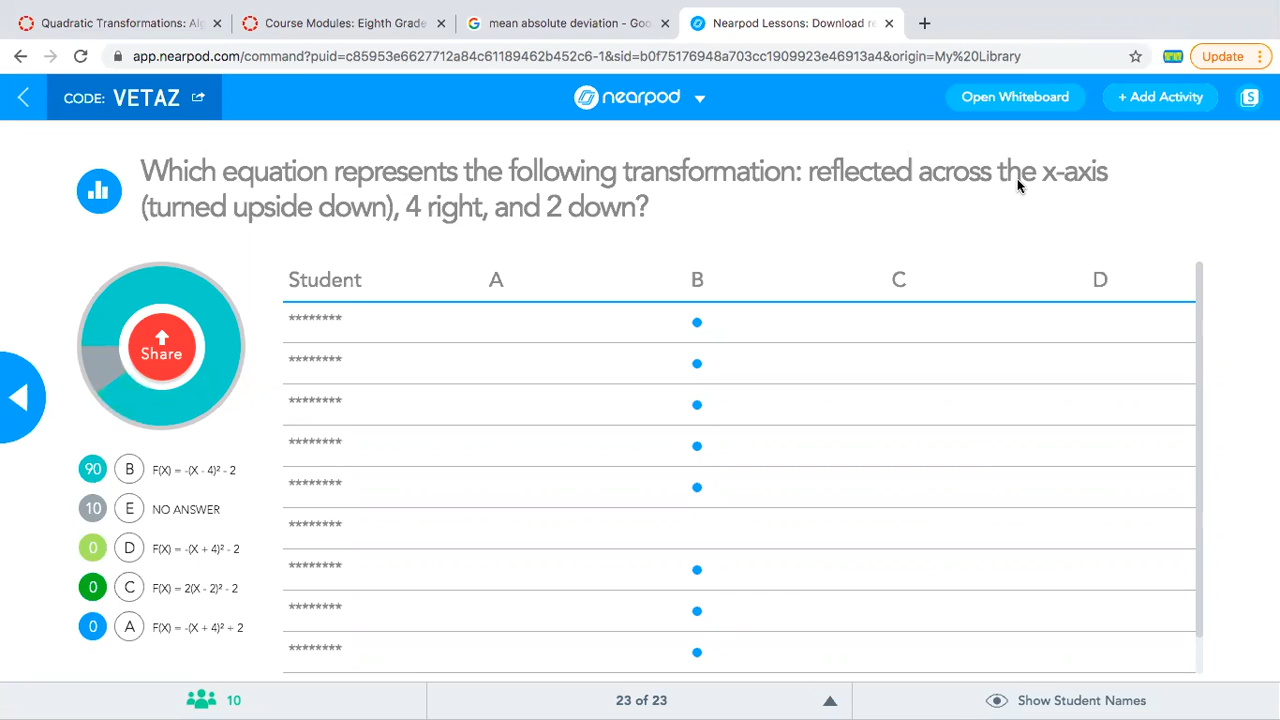 Quadratic Transformations: Alg
Course Modules: Eighth Grade
mean absolute deviation - Goo
Nearpod Lessons: Download re
app.nearpod.com/command?puid=c85953e6627712a84c61189462b452c6-1&sid=b0f75176948a703cc1909923e46913a4&origin=My%20Library
Update
CODE: VETAZ
nearpod
Open Whiteboard
+ Add Activity
S
Which equation represents the following transformation: reflected across the x-axis
(turned upside down), 4 right, and 2 down?
Student A B C D
********
********
********
********
********
********
********
********
********
Share
90 B F(X) = -(X - 4)² - 2
10 E NO ANSWER
0 D F(X) = -(X + 4)² - 2
0 C F(X) = 2(X - 2)² - 2
0 A F(X) = -(X + 4)² + 2
10
23 of 23
Show Student Names